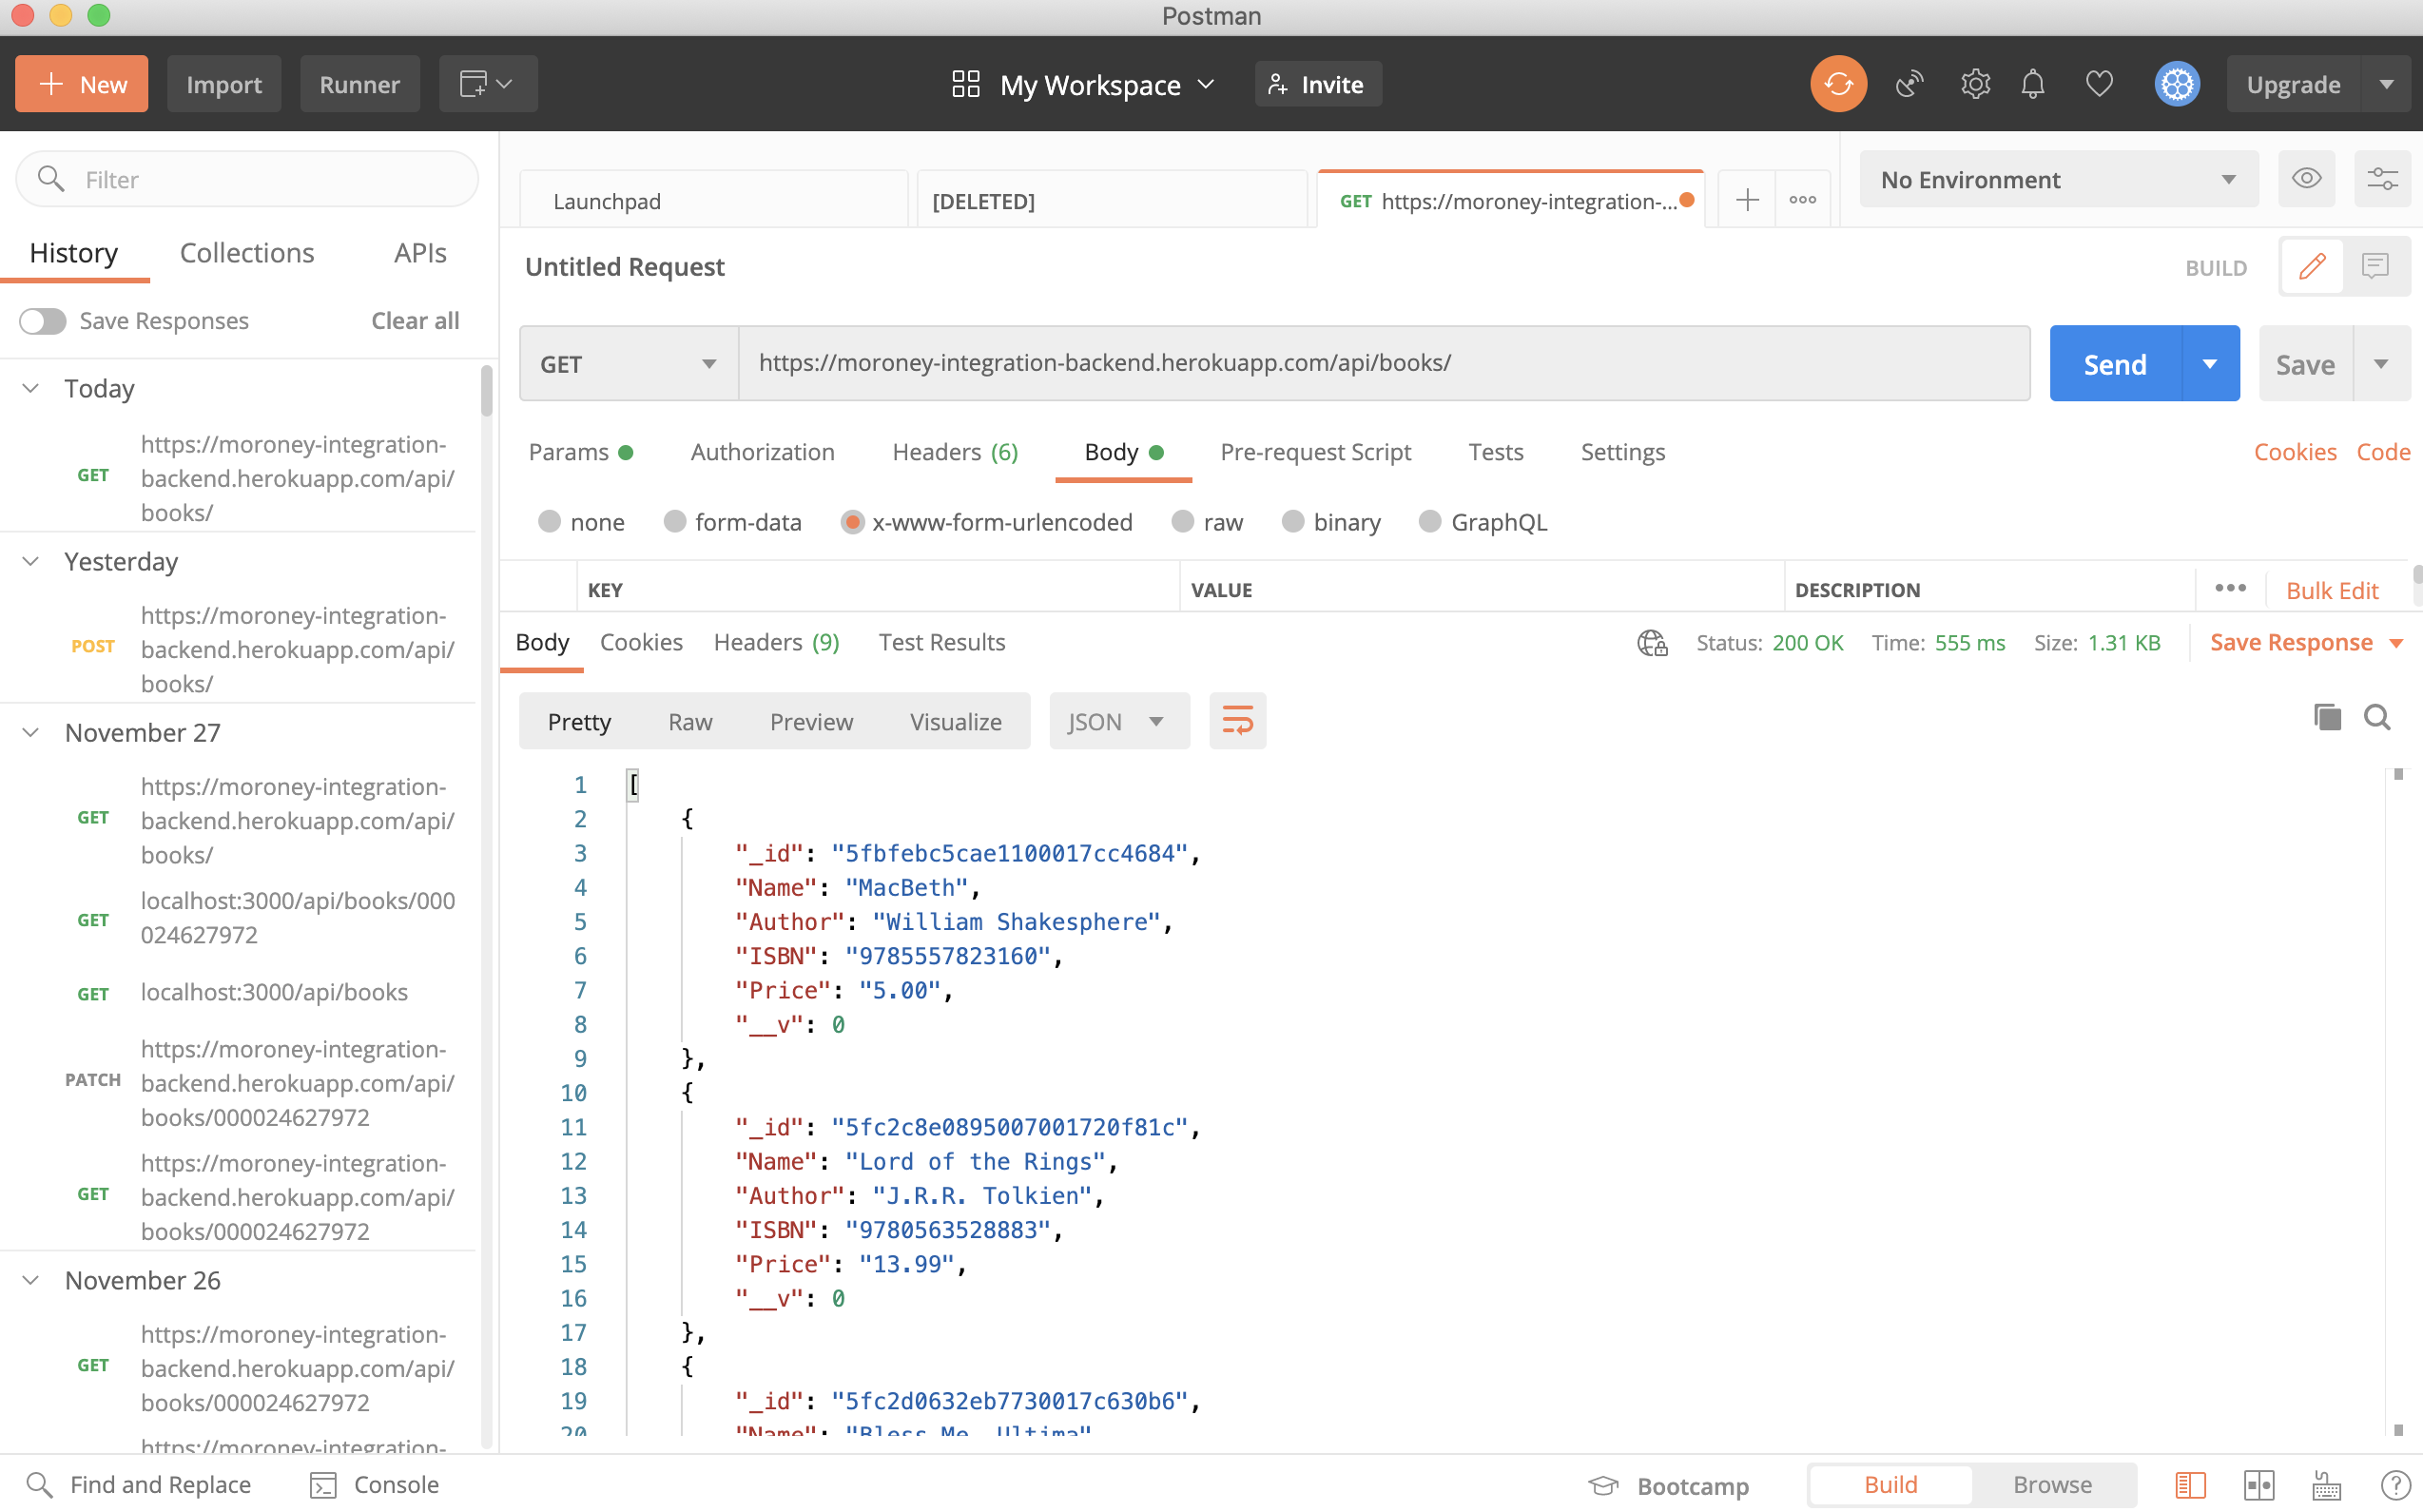 Postman
New
Import
Runner
My Workspace
Invite
Upgrade
Filter
History
Collections
APIs
Save Responses
Clear all
Today
GET
https://moroney-integration-
backend.herokuapp.com/api/
books/
Yesterday
POST
https://moroney-integration-
backend.herokuapp.com/api/
books/
November 27
GET
https://moroney-integration-
backend.herokuapp.com/api/
books/
GET
localhost:3000/api/books/000
024627972
GET
localhost:3000/api/books
PATCH
https://moroney-integration-
backend.herokuapp.com/api/
books/000024627972
GET
https://moroney-integration-
backend.herokuapp.com/api/
books/000024627972
November 26
GET
https://moroney-integration-
backend.herokuapp.com/api/
books/000024627972
https://moroney-integration-
Launchpad
[DELETED]
GET https://moroney-integration-...
No Environment
Untitled Request
BUILD
GET
https://moroney-integration-backend.herokuapp.com/api/books/
Send
Save
Params
Authorization
Headers (6)
Body
Pre-request Script
Tests
Settings
Cookies
Code
none
form-data
x-www-form-urlencoded
raw
binary
GraphQL
KEY
VALUE
DESCRIPTION
Bulk Edit
Body
Cookies
Headers (9)
Test Results
Status: 200 OK
Time: 555 ms
Size: 1.31 KB
Save Response
Pretty
Raw
Preview
Visualize
JSON
1 [
2 {
3 "_id": "5fbfebc5cae1100017cc4684",
4 "Name": "MacBeth",
5 "Author": "William Shakesphere",
6 "ISBN": "9785557823160",
7 "Price": "5.00",
8 "__v": 0
9 },
10 {
11 "_id": "5fc2c8e0895007001720f81c",
12 "Name": "Lord of the Rings",
13 "Author": "J.R.R. Tolkien",
14 "ISBN": "9780563528883",
15 "Price": "13.99",
16 "__v": 0
17 },
18 {
19 "_id": "5fc2d0632eb7730017c630b6",
20 "Name": "Bless Me, Ultima"
Find and Replace
Console
Bootcamp
Build
Browse